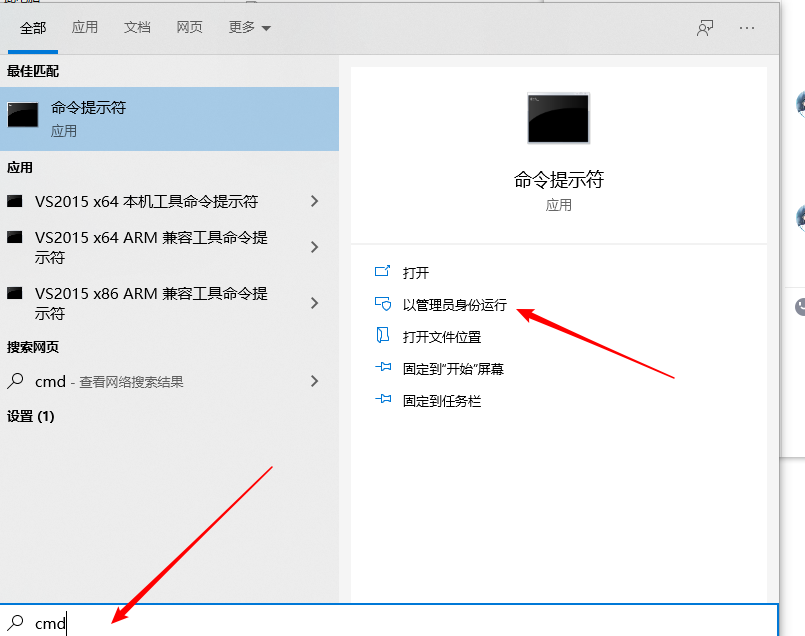 全部 应用 文档 网页 更多 ···
最佳匹配
命令提示符
应用
应用
VS2015 x64 本机工具命令提示符
VS2015 x64 ARM 兼容工具命令提
示符
VS2015 x86 ARM 兼容工具命令提
示符
搜索网页
cmd - 查看网络搜索结果
设置 (1)
命令提示符
应用
打开
以管理员身份运行
打开文件位置
固定到"开始"屏幕
固定到任务栏
cmd